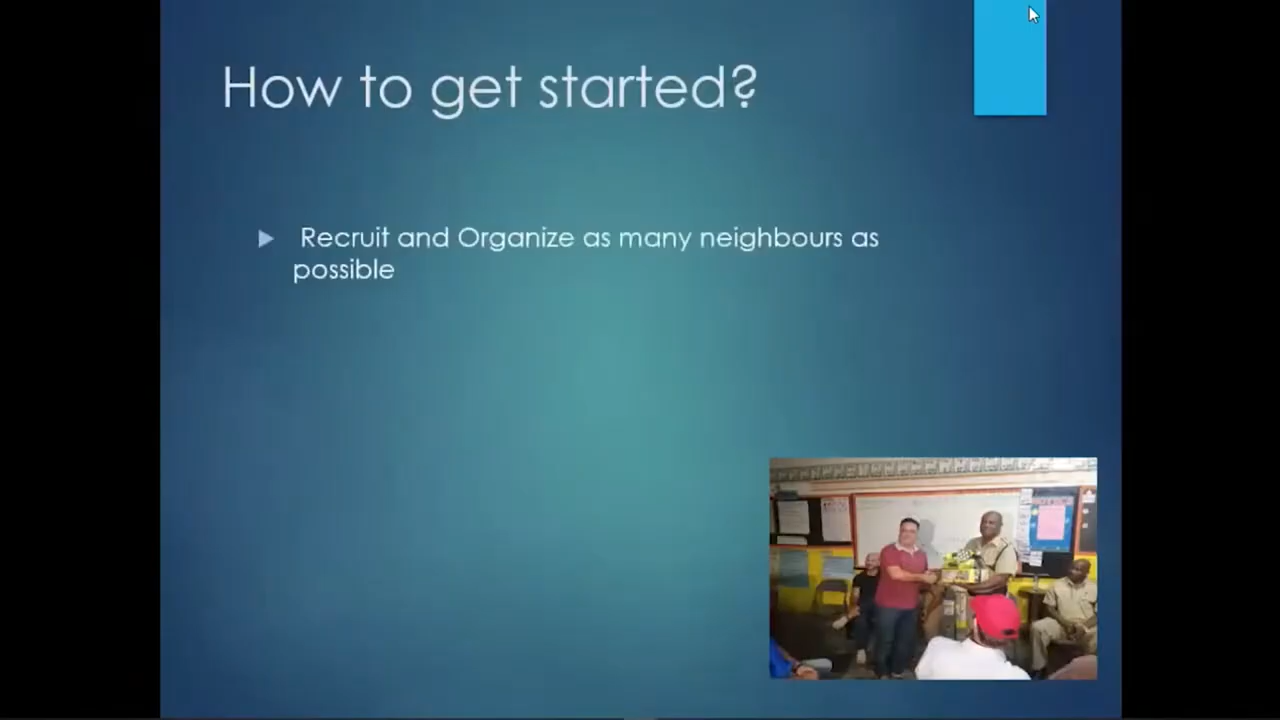 How to get started?
Recruit and Organize as many neighbours as
possible